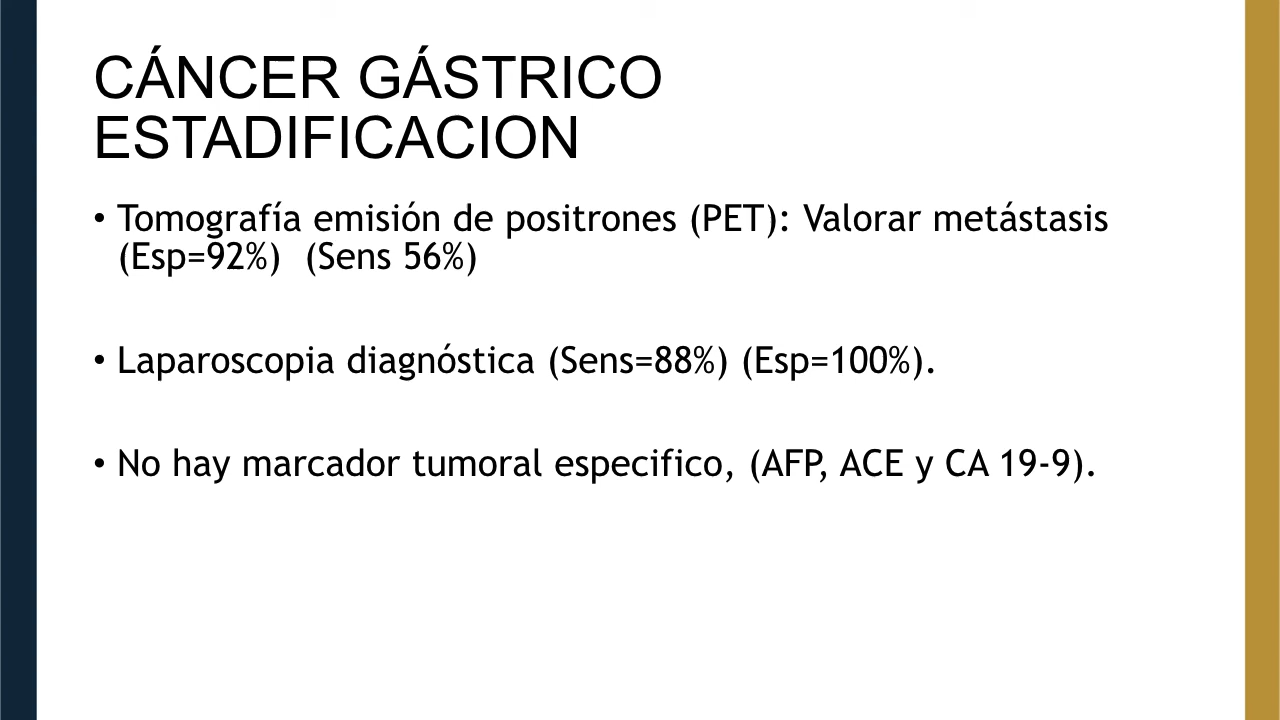 CÁNCER GÁSTRICO
ESTADIFICACION
• Tomografía emisión de positrones (PET): Valorar metástasis
(Esp=92%)  (Sens 56%)
• Laparoscopia diagnóstica (Sens=88%) (Esp=100%).
• No hay marcador tumoral especifico, (AFP, ACE y CA 19-9).